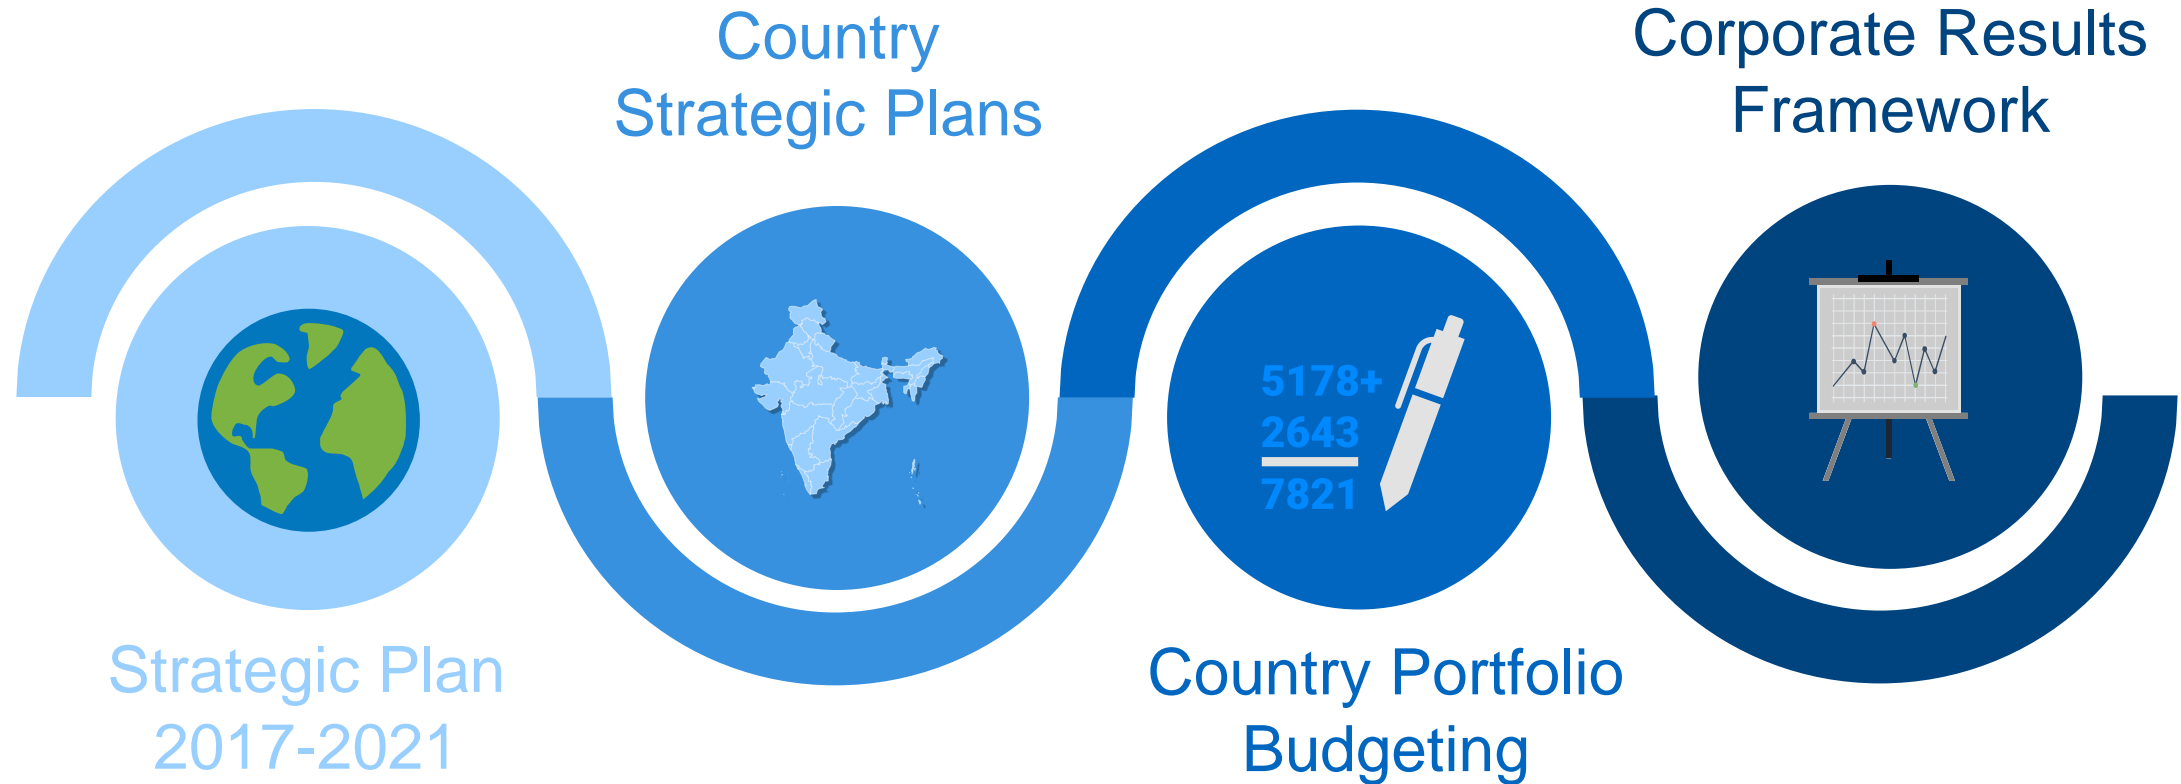 Strategic Plan
2017-2021
Country
Strategic Plans
5178+
2643
7821
Country Portfolio
Budgeting
Corporate Results
Framework